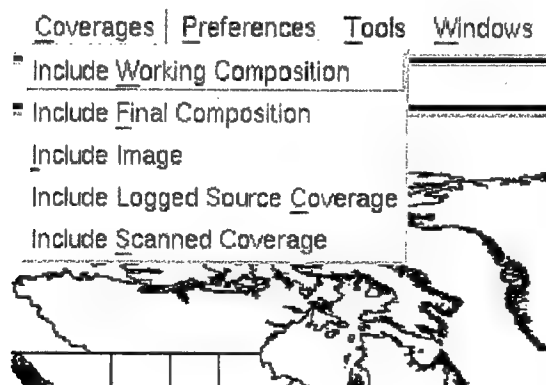 Coverages Preferences Tools Windows
Include Working Composition
Include Final Composition
Include Image
Include Logged Source Coverage
Include Scanned Coverage